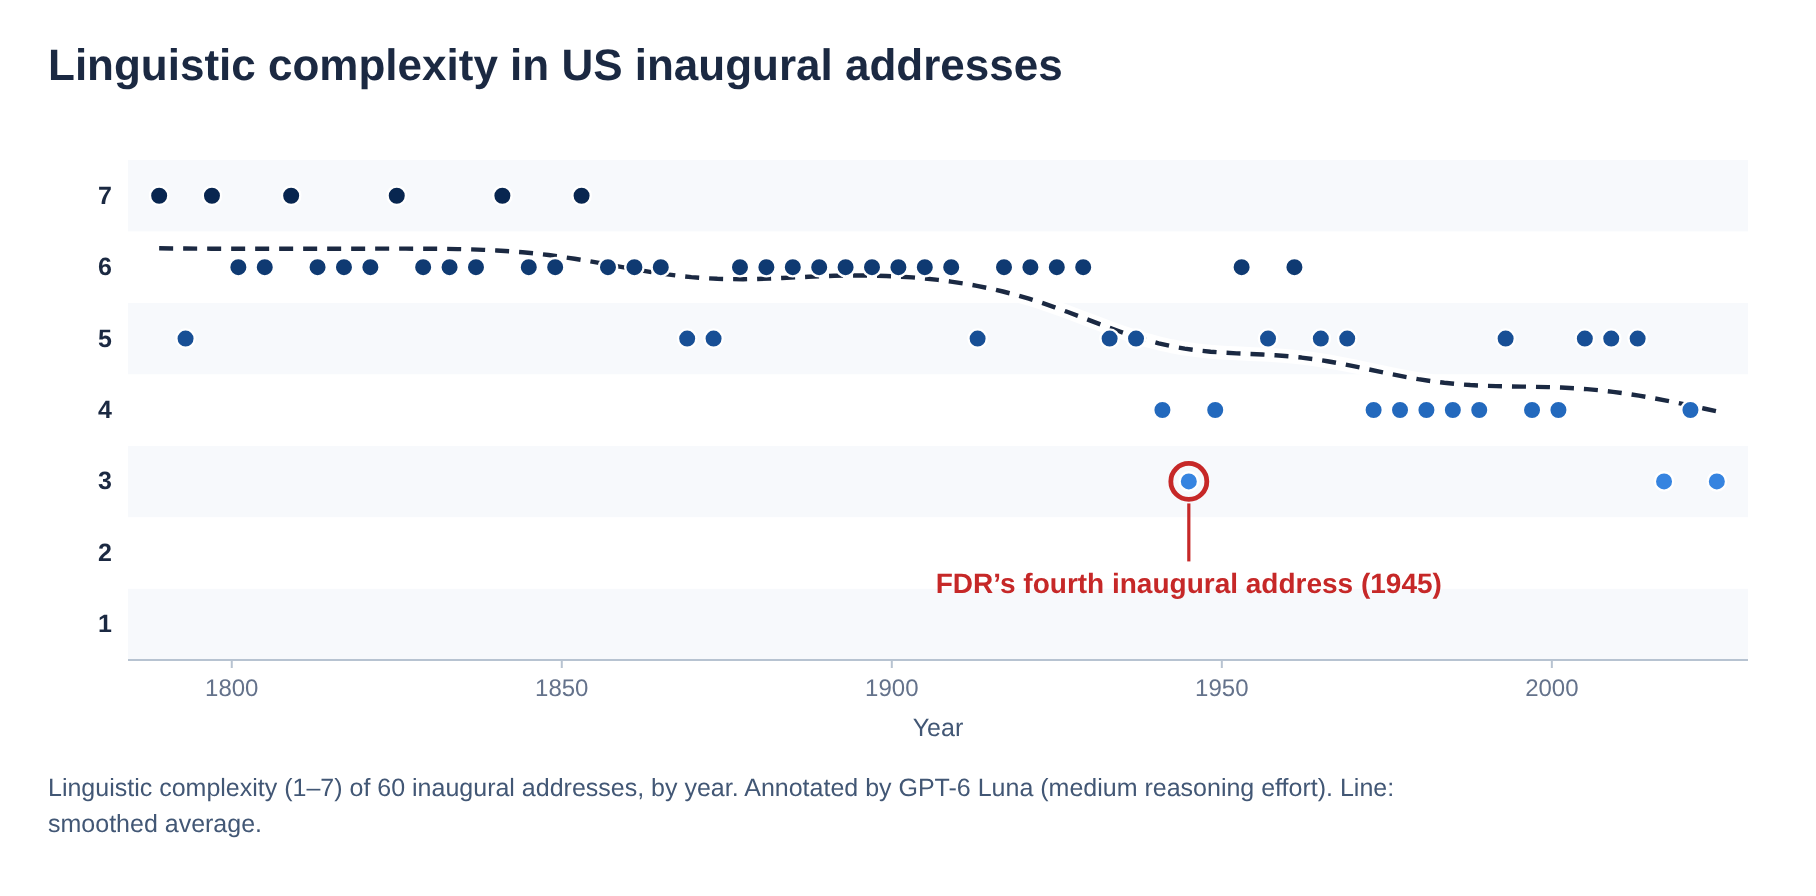 Linguistic complexity in US inaugural addresses
7
6
5
4
3
2
1
FDR’s fourth inaugural address (1945)
1800 1850 1900 1950 2000
Year
Linguistic complexity (1–7) of 60 inaugural addresses, by year. Annotated by GPT-6 Luna (medium reasoning effort). Line:
smoothed average.